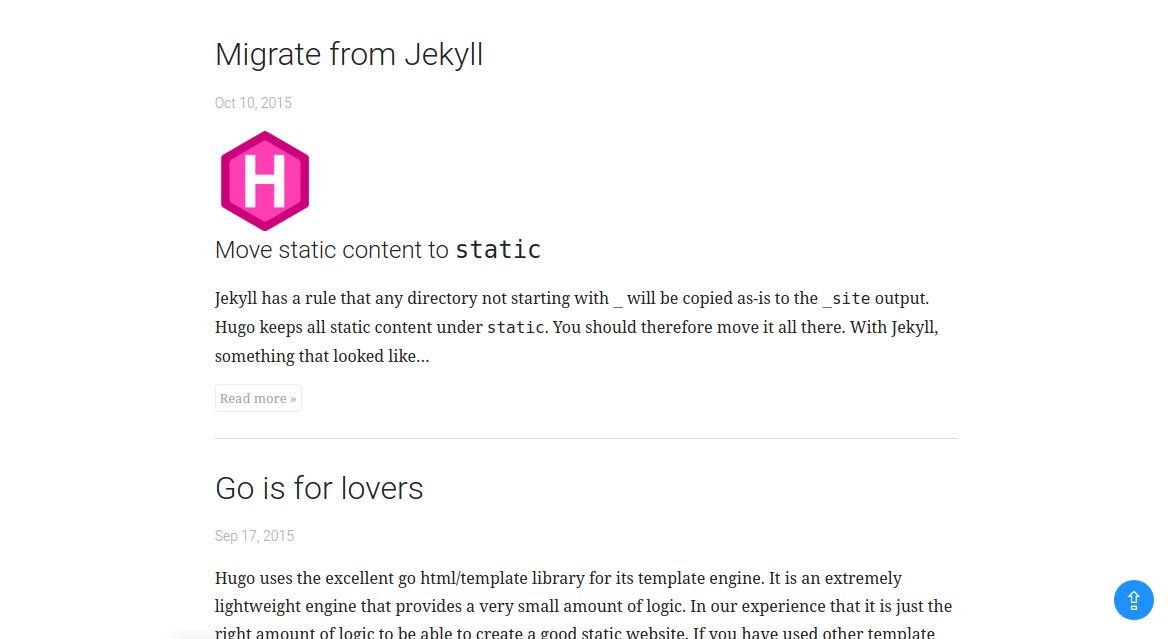 Migrate from Jekyll
Oct 10, 2015
H
Move static content to static
Jekyll has a rule that any directory not starting with _ will be copied as-is to the _site output.
Hugo keeps all static content under static. You should therefore move it all there. With Jekyll,
something that looked like…
Read more »
Go is for lovers
Sep 17, 2015
Hugo uses the excellent go html/template library for its template engine. It is an extremely
lightweight engine that provides a very small amount of logic. In our experience that it is just the
right amount of logic to be able to create a good static website. If you have used other template